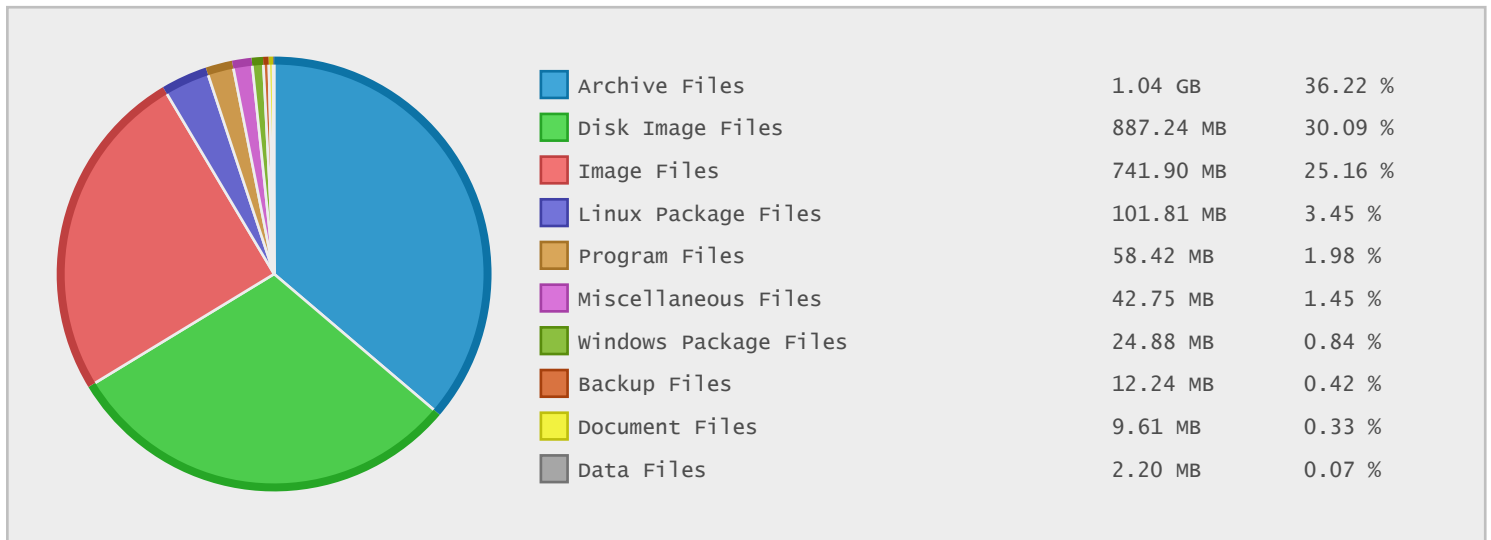 Archive Files 1.04 GB 36.22 %
Disk Image Files 887.24 MB 30.09 %
Image Files 741.90 MB 25.16 %
Linux Package Files 101.81 MB 3.45 %
Program Files 58.42 MB 1.98 %
Miscellaneous Files 42.75 MB 1.45 %
Windows Package Files 24.88 MB 0.84 %
Backup Files 12.24 MB 0.42 %
Document Files 9.61 MB 0.33 %
Data Files 2.20 MB 0.07 %